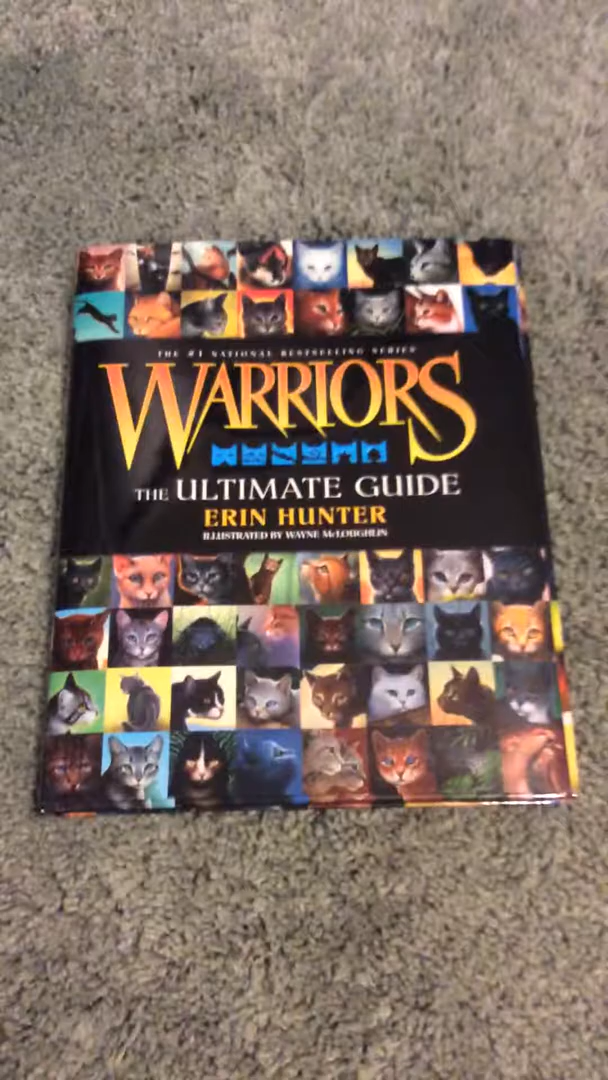 THE #1 NATIONAL BESTSELLING SERIES
WARRIORS
THE ULTIMATE GUIDE
ERIN HUNTER
ILLUSTRATED BY WAYNE McLOUGHLIN